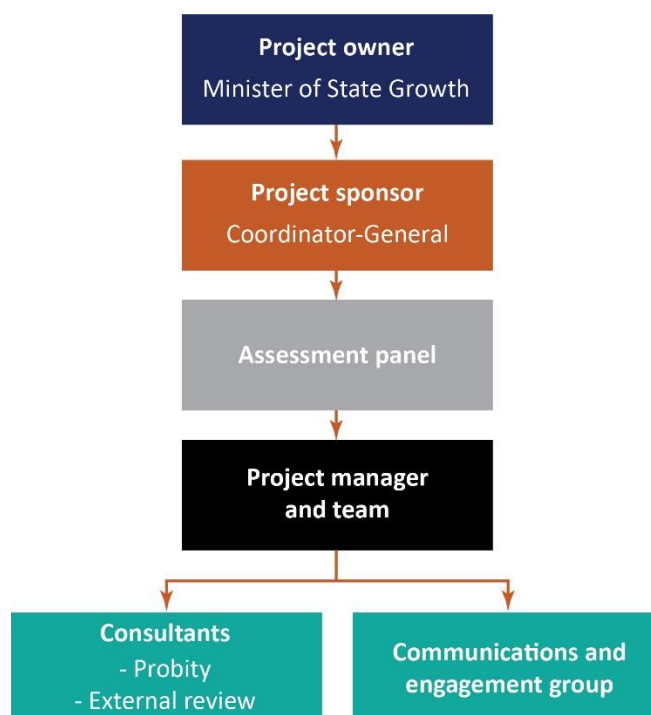 Project owner
Minister of State Growth
Project sponsor
Coordinator-General
Assessment panel
Project manager
and team
Consultants
- Probity
- External review
Communications and
engagement group